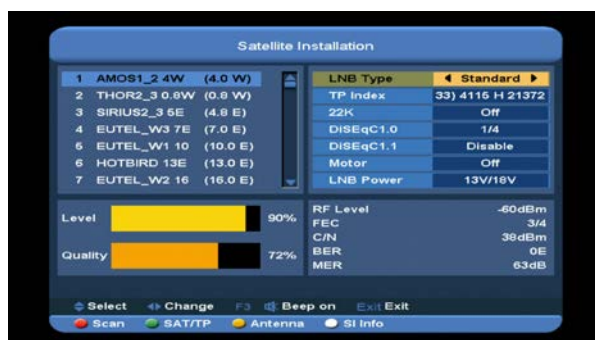 Satellite Installation
1 AMOS1_2 4W (4.0 W)
2 THOR2_3 0.8W (0.8 W)
3 SIRIUS2_3 5E (4.8 E)
4 EUTEL_W3 7E (7.0 E)
5 EUTEL_W1 10 (10.0 E)
6 HOTBIRD 13E (13.0 E)
7 EUTEL_W2 16 (16.0 E)
LNB Type Standard
TP Index 33) 4115 H 21372
22K Off
DISEqC1.0 1/4
DISEqC1.1 Disable
Motor Off
LNB Power 13V/18V
Level 90%
Quality 72%
RF Level -60dBm
FEC 3/4
C/N 38dBm
BER 0E
MER 63dB
Select Change F3 Beep on Exit Exit
Scan SAT/TP Antenna SI Info